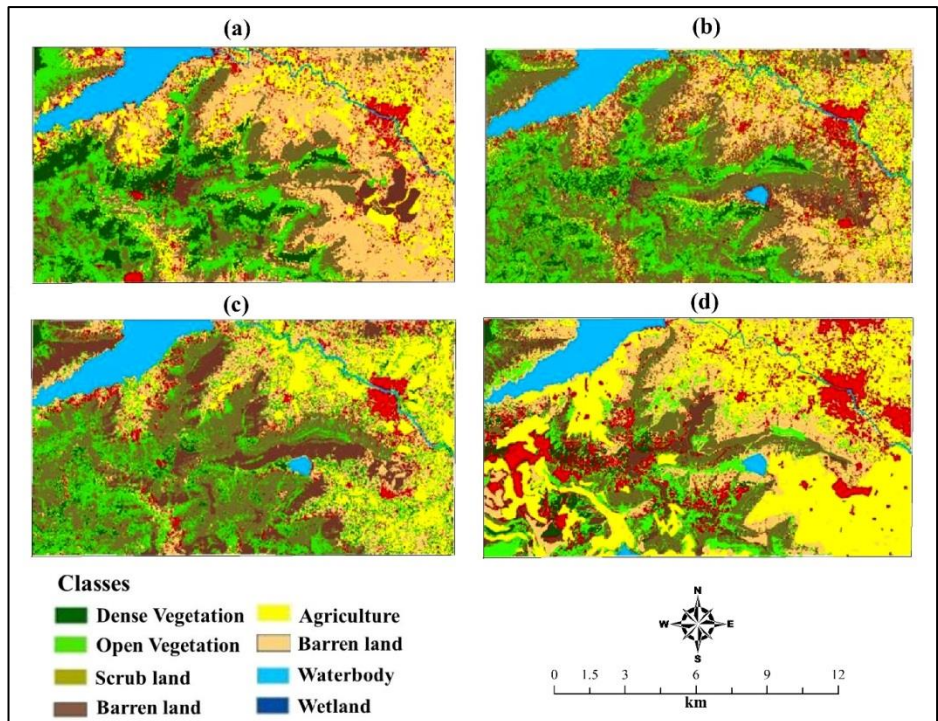 (a)
(b)
(c)
(d)
Classes
Dense Vegetation
Agriculture
Open Vegetation
Barren land
Scrub land
Waterbody
Barren land
Wetland
N
W E
S
0 1.5 3 6 9 12
km